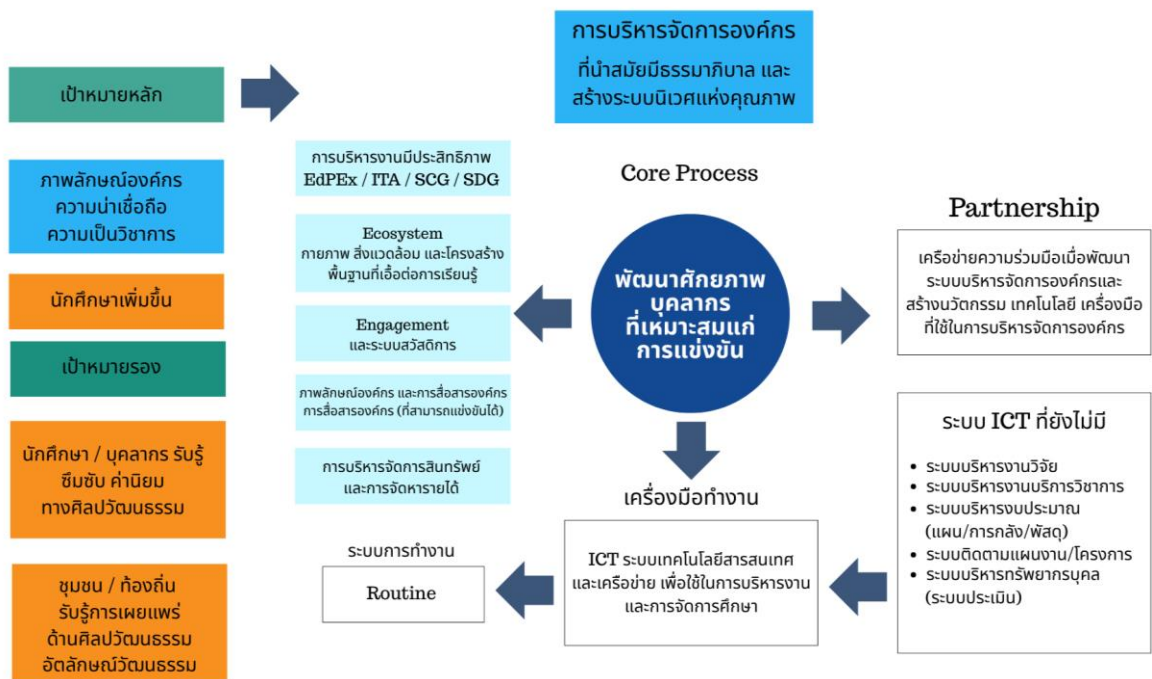 การบริหารจัดการองค์กร
ที่นำสมัยมีธรรมาภิบาล และ
สร้างระบบนิเวศแห่งคุณภาพ
เป้าหมายหลัก
ภาพลักษณ์องค์กร
ความน่าเชื่อถือ
ความเป็นวิชาการ
นักศึกษาเพิ่มขึ้น
เป้าหมายรอง
นักศึกษา / บุคลากร รับรู้
ซึมซับ ค่านิยม
ทางศิลปวัฒนธรรม
ชุมชน / ท้องถิ่น
รับรู้การเผยแพร่
ด้านศิลปวัฒนธรรม
อัตลักษณ์วัฒนธรรม
การบริหารงานมีประสิทธิภาพ
EdPEx / ITA / SCG / SDG
Ecosystem
กายภาพ สิ่งแวดล้อม และโครงสร้าง
พื้นฐานที่เอื้อต่อการเรียนรู้
Engagement
และระบบสวัสดิการ
ภาพลักษณ์องค์กร และการสื่อสารองค์กร
การสื่อสารองค์กร (ที่สามารถแข่งขันได้)
การบริหารจัดการสินทรัพย์
และการจัดหารายได้
Core Process
พัฒนาศักยภาพ
บุคลากร
ที่เหมาะสมแก่
การแข่งขัน
Partnership
เครือข่ายความร่วมมือเมื่อพัฒนา
ระบบบริหารจัดการองค์กรและ
สร้างนวัตกรรม เทคโนโลยี เครื่องมือ
ที่ใช้ในการบริหารจัดการองค์กร
ระบบ ICT ที่ยังไม่มี
• ระบบบริหารงานวิจัย
• ระบบบริหารงานบริการวิชาการ
• ระบบบริหารงบประมาณ
(แผน/การกลัง/พัสดุ)
• ระบบติดตามแผนงาน/โครงการ
• ระบบบริหารทรัพยากรบุคล
(ระบบประเมิน)
เครื่องมือทำงาน
ICT ระบบเทคโนโลยีสารสนเทศ
และเครือข่าย เพื่อใช้ในการบริหารงาน
และการจัดการศึกษา
ระบบการทำงาน
Routine